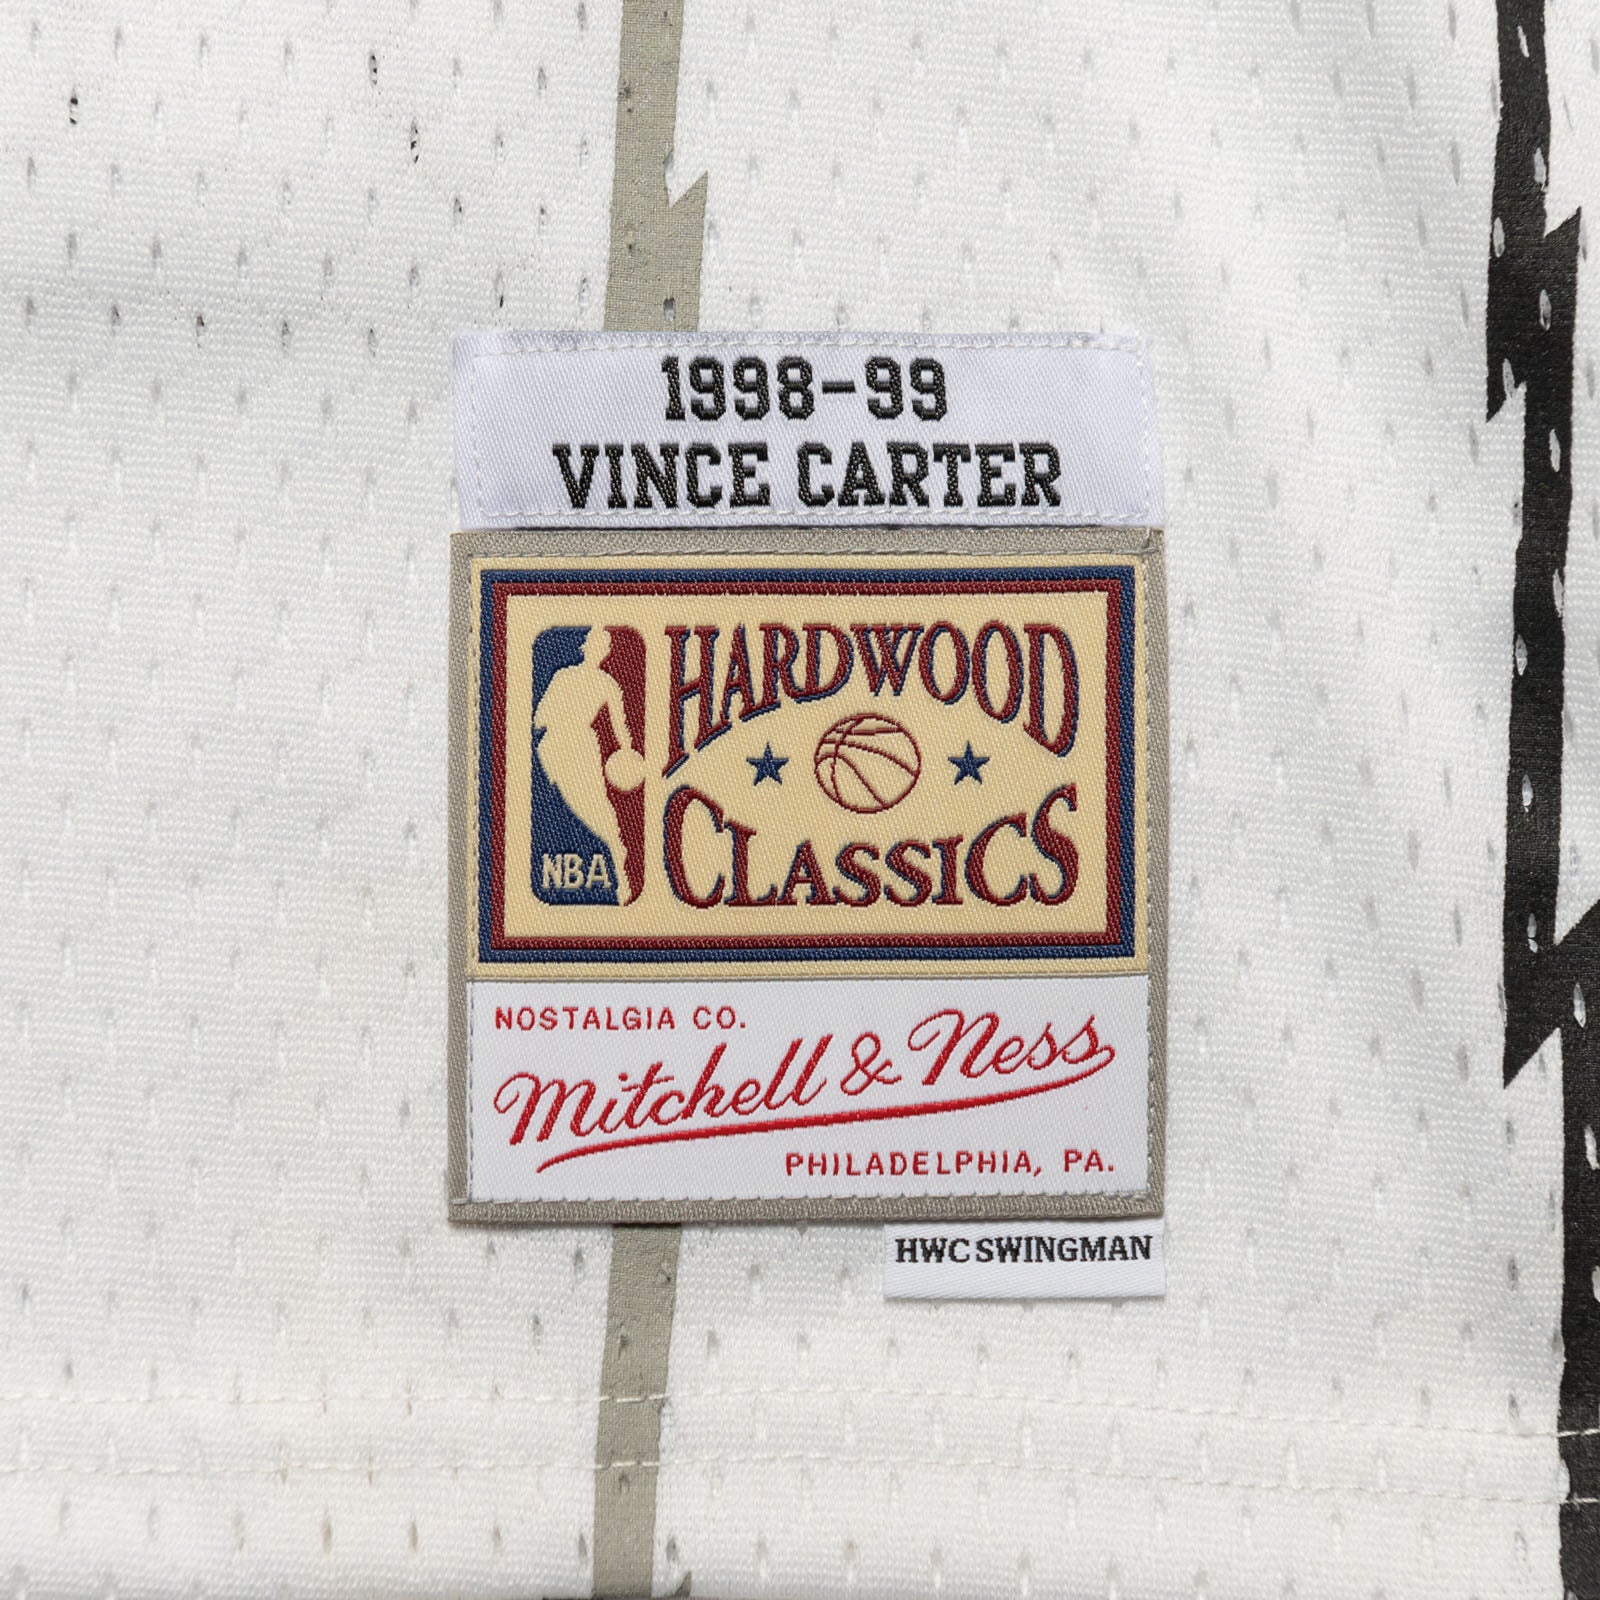 1998-99
VINCE CARTER
HARDWOOD
CLASSICS
NBA
NOSTALGIA CO.
Mitchell & Ness
PHILADELPHIA, PA.
HWC SWINGMAN